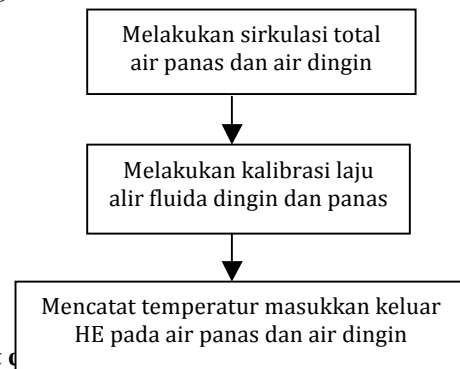 Melakukan sirkulasi total
air panas dan air dingin
Melakukan kalibrasi laju
alir fluida dingin dan panas
Mencatat temperatur masukkan keluar
HE pada air panas dan air dingin